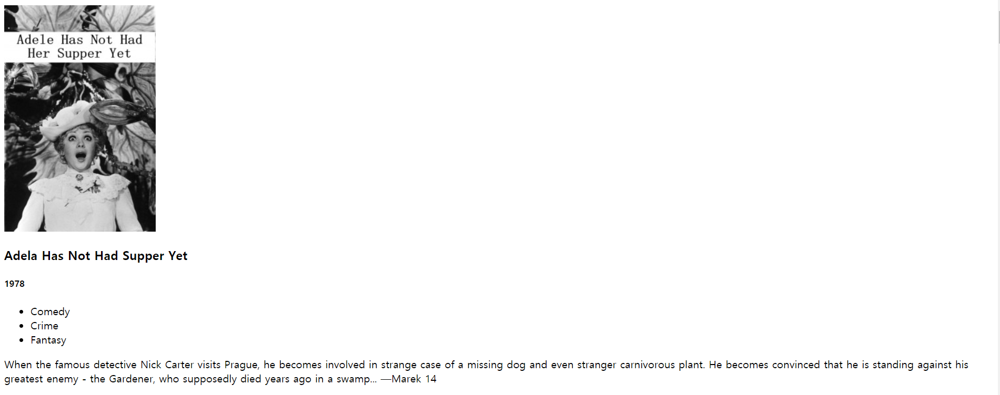 Adele Has Not Had
Her Supper Yet
Adela Has Not Had Supper Yet
1978
Comedy
Crime
Fantasy
When the famous detective Nick Carter visits Prague, he becomes involved in strange case of a missing dog and even stranger carnivorous plant. He becomes convinced that he is standing against his
greatest enemy - the Gardener, who supposedly died years ago in a swamp... —Marek 14